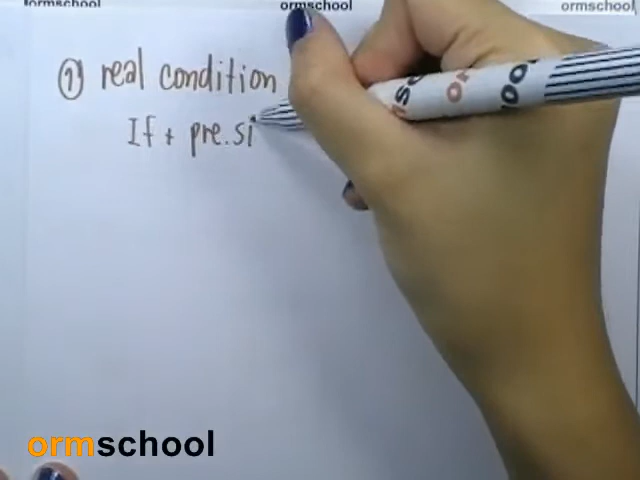 ormschool ormschool ormschool
① real condition
If + pre.si
ormschool